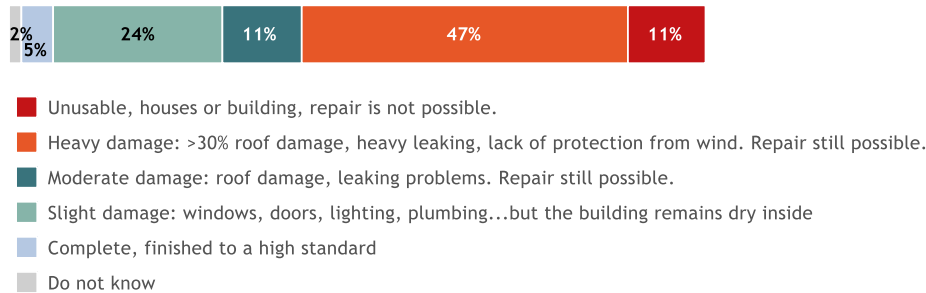 2%
5%
24%
11%
47%
11%
Unusable, houses or building, repair is not possible.
Heavy damage: >30% roof damage, heavy leaking, lack of protection from wind. Repair still possible.
Moderate damage: roof damage, leaking problems. Repair still possible.
Slight damage: windows, doors, lighting, plumbing...but the building remains dry inside
Complete, finished to a high standard
Do not know